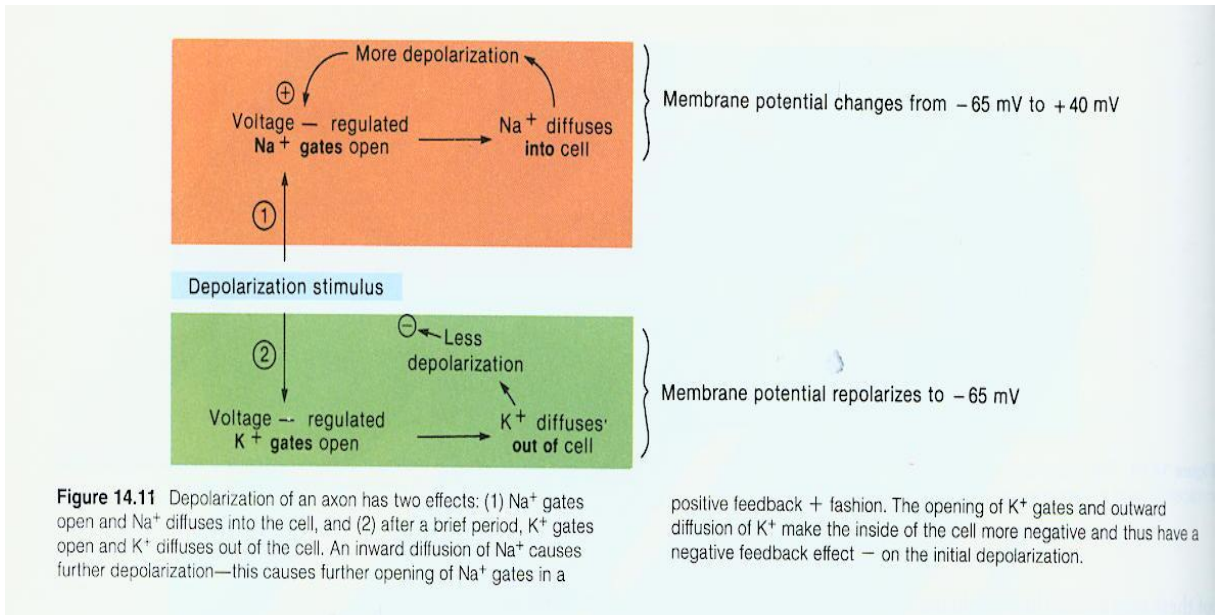 More depolarization
+
Voltage — regulated
Na+ gates open
Na+ diffuses
into cell
Membrane potential changes from −65 mV to +40 mV
1
Depolarization stimulus
2
−
Less
depolarization
Voltage — regulated
K+ gates open
K+ diffuses
out of cell
Membrane potential repolarizes to −65 mV
Figure 14.11 Depolarization of an axon has two effects: (1) Na+ gates
open and Na+ diffuses into the cell, and (2) after a brief period, K+ gates
open and K+ diffuses out of the cell. An inward diffusion of Na+ causes
further depolarization—this causes further opening of Na+ gates in a
positive feedback + fashion. The opening of K+ gates and outward
diffusion of K+ make the inside of the cell more negative and thus have a
negative feedback effect − on the initial depolarization.